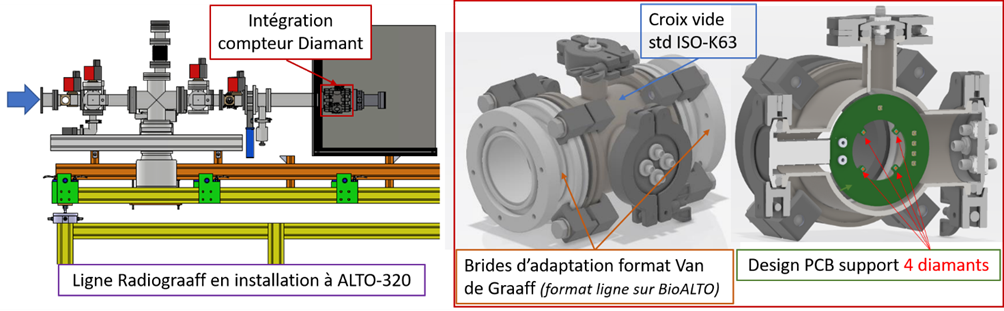 Intégration
compteur Diamant
Ligne Radiograaff en installation à ALTO-320
Croix vide
std ISO-K63
Brides d'adaptation format Van
de Graaff (format ligne sur BioALTO)
Design PCB support 4 diamants